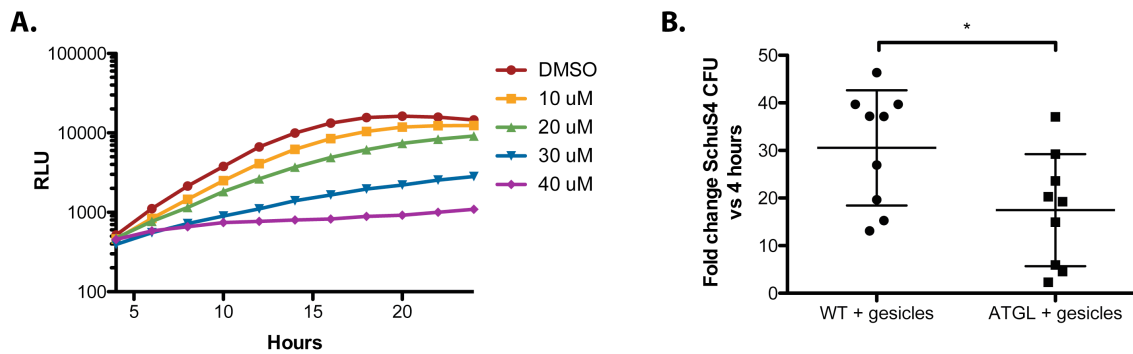 A.
100000
10000
1000
100
RLU
5
10
15
20
Hours
DMSO
10 uM
20 uM
30 uM
40 uM
B.
*
50
40
30
20
10
0
Fold change SchuS4 CFU
vs 4 hours
WT + gesicles
ATGL + gesicles